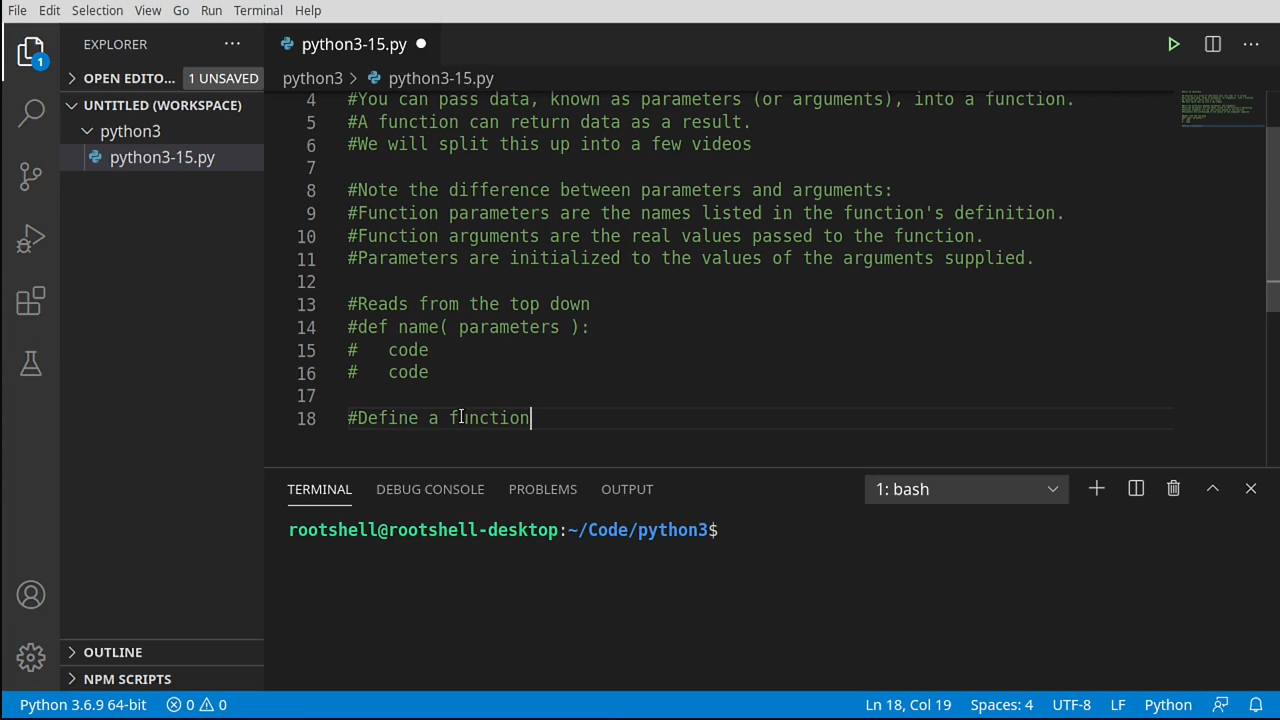 File Edit Selection View Go Run Terminal Help
1
EXPLORER
OPEN EDITO... 1 UNSAVED
UNTITLED (WORKSPACE)
python3
python3-15.py
OUTLINE
NPM SCRIPTS
python3-15.py
python3 > python3-15.py
4 #You can pass data, known as parameters (or arguments), into a function.
5 #A function can return data as a result.
6 #We will split this up into a few videos
7
8 #Note the difference between parameters and arguments:
9 #Function parameters are the names listed in the function's definition.
10 #Function arguments are the real values passed to the function.
11 #Parameters are initialized to the values of the arguments supplied.
12
13 #Reads from the top down
14 #def name( parameters ):
15 #   code
16 #   code
17
18 #Define a function
TERMINAL DEBUG CONSOLE PROBLEMS OUTPUT 1: bash
rootshell@rootshell-desktop:~/Code/python3$
Python 3.6.9 64-bit 0 0 Ln 18, Col 19 Spaces: 4 UTF-8 LF Python